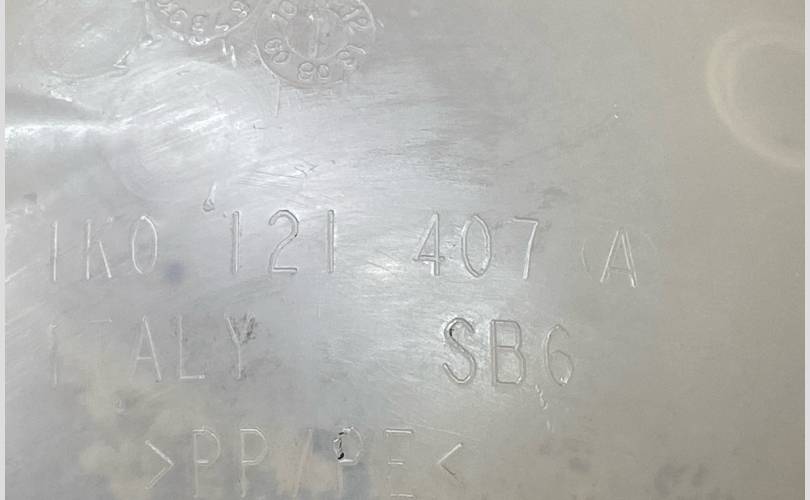 1K0 121 407 A
ITALY SB6
>PP/PE<